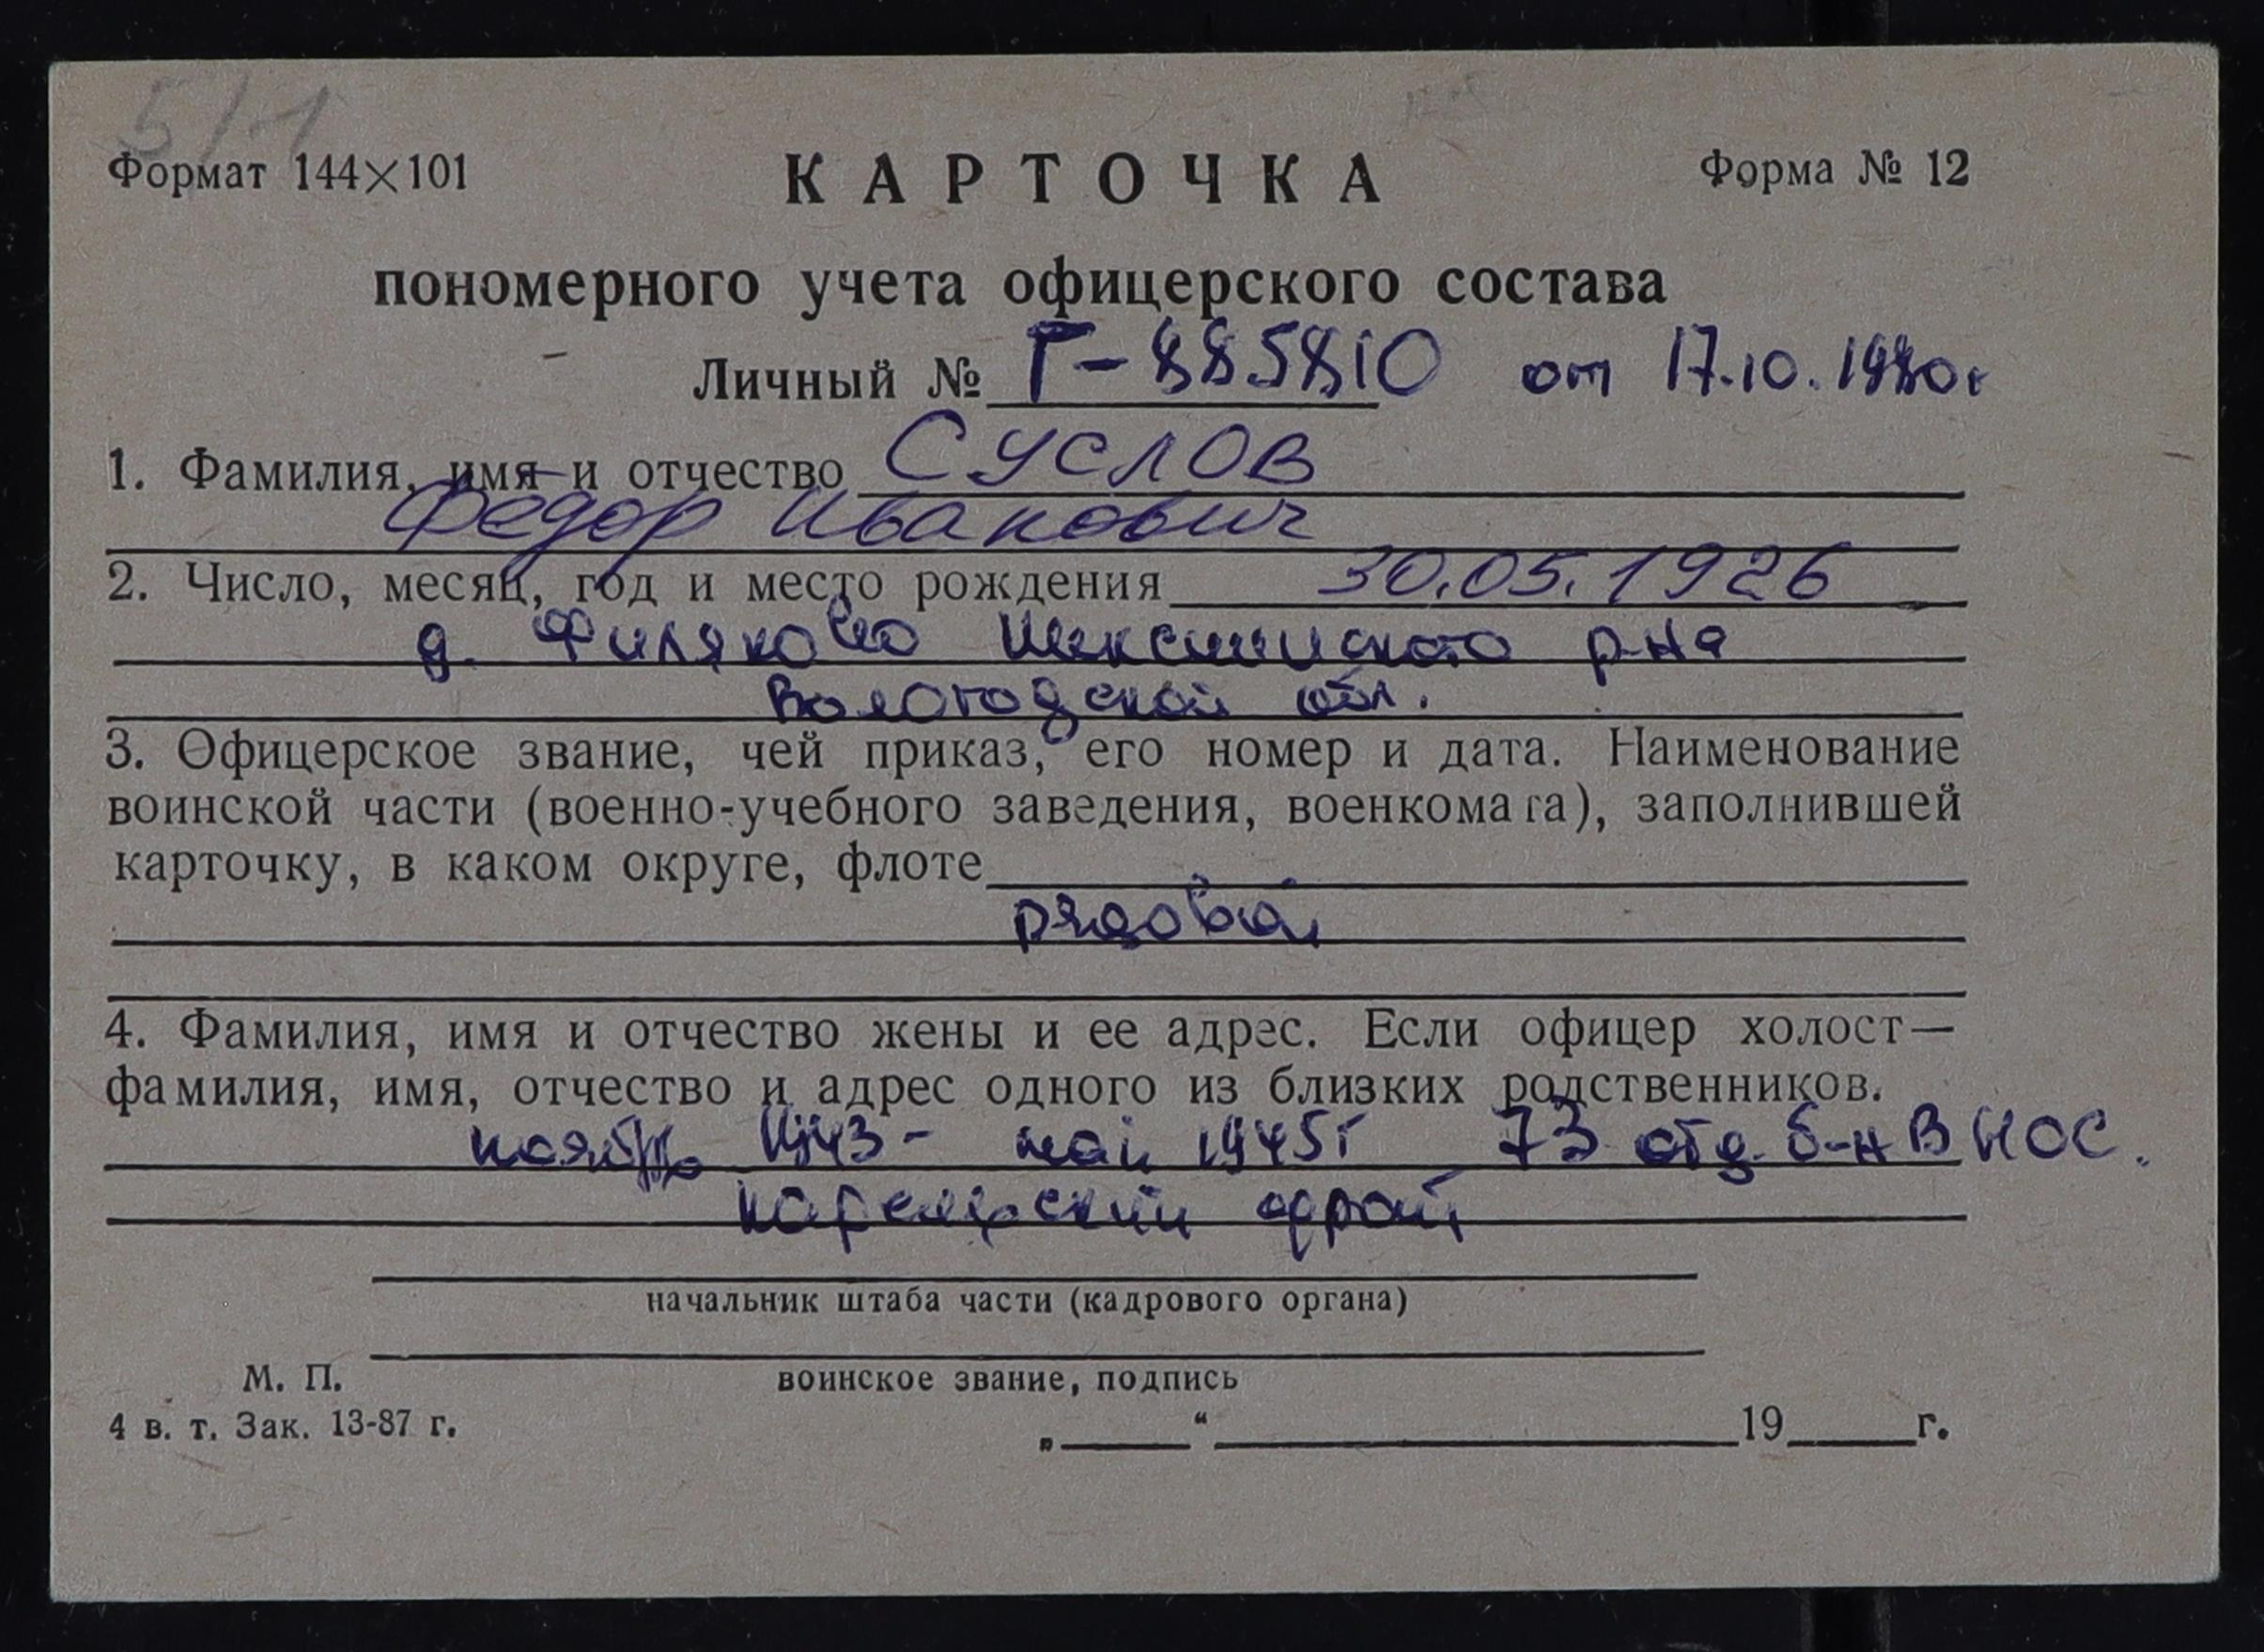 5/-1
Формат 144×101 КАРТОЧКА Форма № 12
пономерного учета офицерского состава
Личный № Г-885810 от 17.10.1980г
1. Фамилия, имя и отчество Суслов
Федор Иванович
2. Число, месяц, год и место рождения 30.05.1926
д. Филяково Шекснинского р-на
Вологодской обл.
3. Офицерское звание, чей приказ, его номер и дата. Наименование
воинской части (военно-учебного заведения, военкомата), заполнившей
карточку, в каком округе, флоте
рядовой
4. Фамилия, имя и отчество жены и ее адрес. Если офицер холост—
фамилия, имя, отчество и адрес одного из близких родственников.
ноябрь 1943 - май 1945г 73 отд. б-н ВНОС.
Карельский фронт
начальник штаба части (кадрового органа)
М. П. воинское звание, подпись
4 в. т. Зак. 13-87 г.
„ “ 19 г.